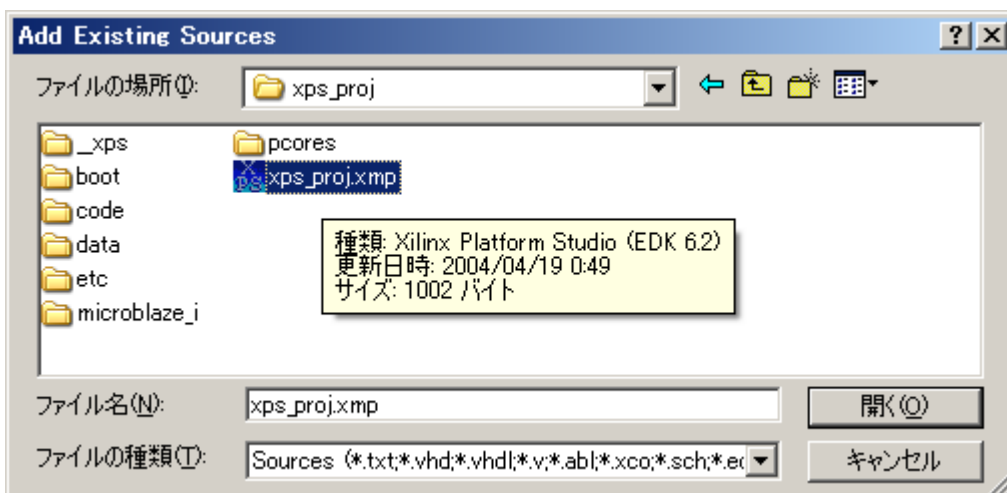 Add Existing Sources
ファイルの場所(I):
xps_proj
_xps
pcores
boot
xps_proj.xmp
code
data
etc
microblaze_i
種類: Xilinx Platform Studio (EDK 6.2)
更新日時: 2004/04/19 0:49
サイズ: 1002 バイト
ファイル名(N):
xps_proj.xmp
開く(O)
ファイルの種類(T):
Sources (*.txt;*.vhd;*.vhdl;*.v;*.abl;*.xco;*.sch;*.ec
キャンセル